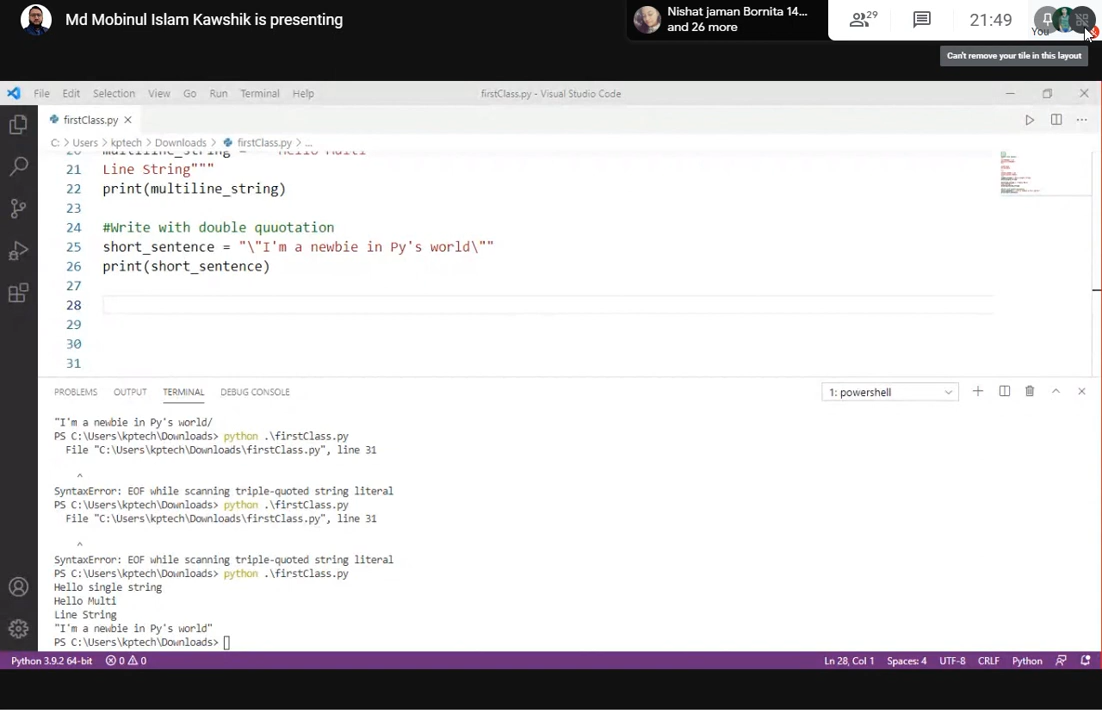 Md Mobinul Islam Kawshik is presenting
Nishat jaman Bornita 14...
and 26 more
29
21:49
You
Can't remove your tile in this layout
File Edit Selection View Go Run Terminal Help
firstClass.py - Visual Studio Code
firstClass.py
C: > Users > kptech > Downloads > firstClass.py > ...
21 Line String"""
22 print(multiline_string)
23
24 #Write with double quuotation
25 short_sentence = "\"I'm a newbie in Py's world\""
26 print(short_sentence)
27
28
29
30
31
PROBLEMS OUTPUT TERMINAL DEBUG CONSOLE
1: powershell
"I'm a newbie in Py's world/
PS C:\Users\kptech\Downloads> python .\firstClass.py
File "C:\Users\kptech\Downloads\firstClass.py", line 31
^
SyntaxError: EOF while scanning triple-quoted string literal
PS C:\Users\kptech\Downloads> python .\firstClass.py
File "C:\Users\kptech\Downloads\firstClass.py", line 31
^
SyntaxError: EOF while scanning triple-quoted string literal
PS C:\Users\kptech\Downloads> python .\firstClass.py
Hello single string
Hello Multi
Line String
"I'm a newbie in Py's world"
PS C:\Users\kptech\Downloads>
Python 3.9.2 64-bit 0 0
Ln 28, Col 1 Spaces: 4 UTF-8 CRLF Python